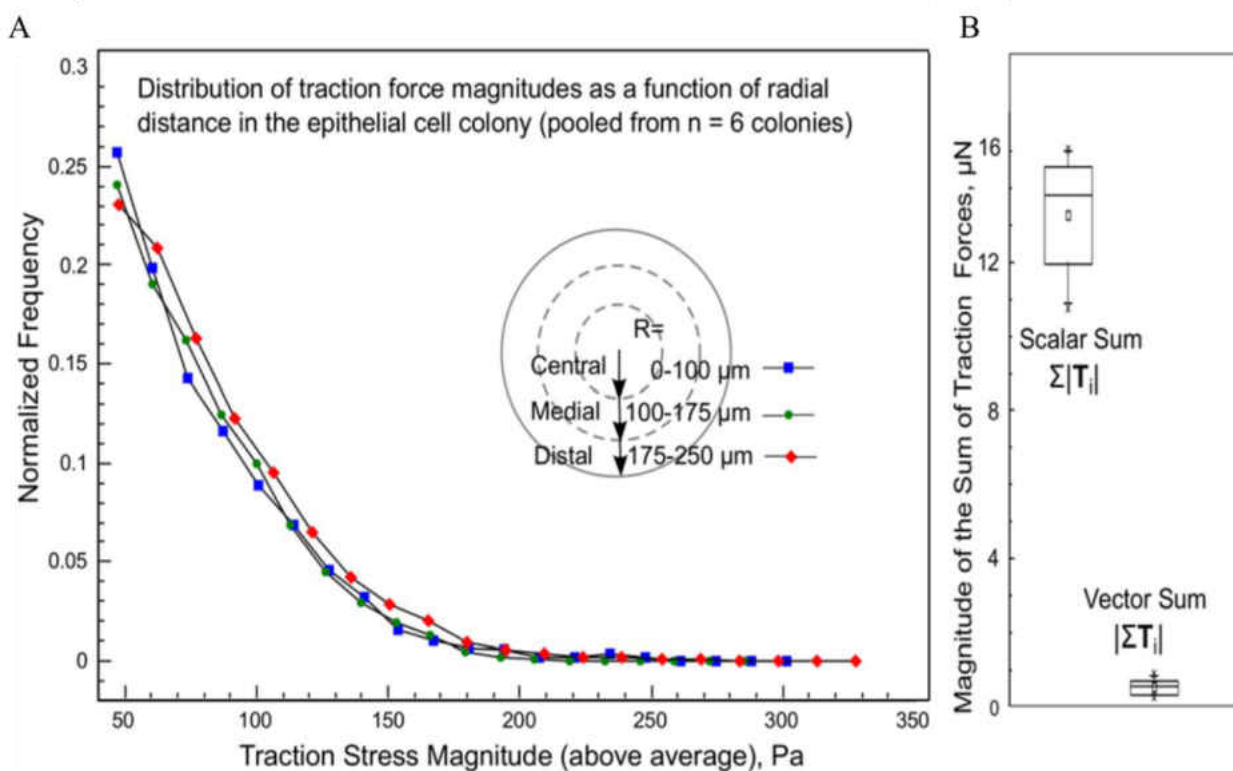 A
B
Distribution of traction force magnitudes as a function of radial
distance in the epithelial cell colony (pooled from n = 6 colonies)
Normalized Frequency
0.3
0.25
0.2
0.15
0.1
0.05
0
R=
Central
0-100 µm
Medial
100-175 µm
Distal
175-250 µm
50
100
150
200
250
300
350
Traction Stress Magnitude (above average), Pa
Magnitude of the Sum of Traction Forces, µN
16
12
8
4
0
Scalar Sum
Σ|Tᵢ|
Vector Sum
|ΣTᵢ|